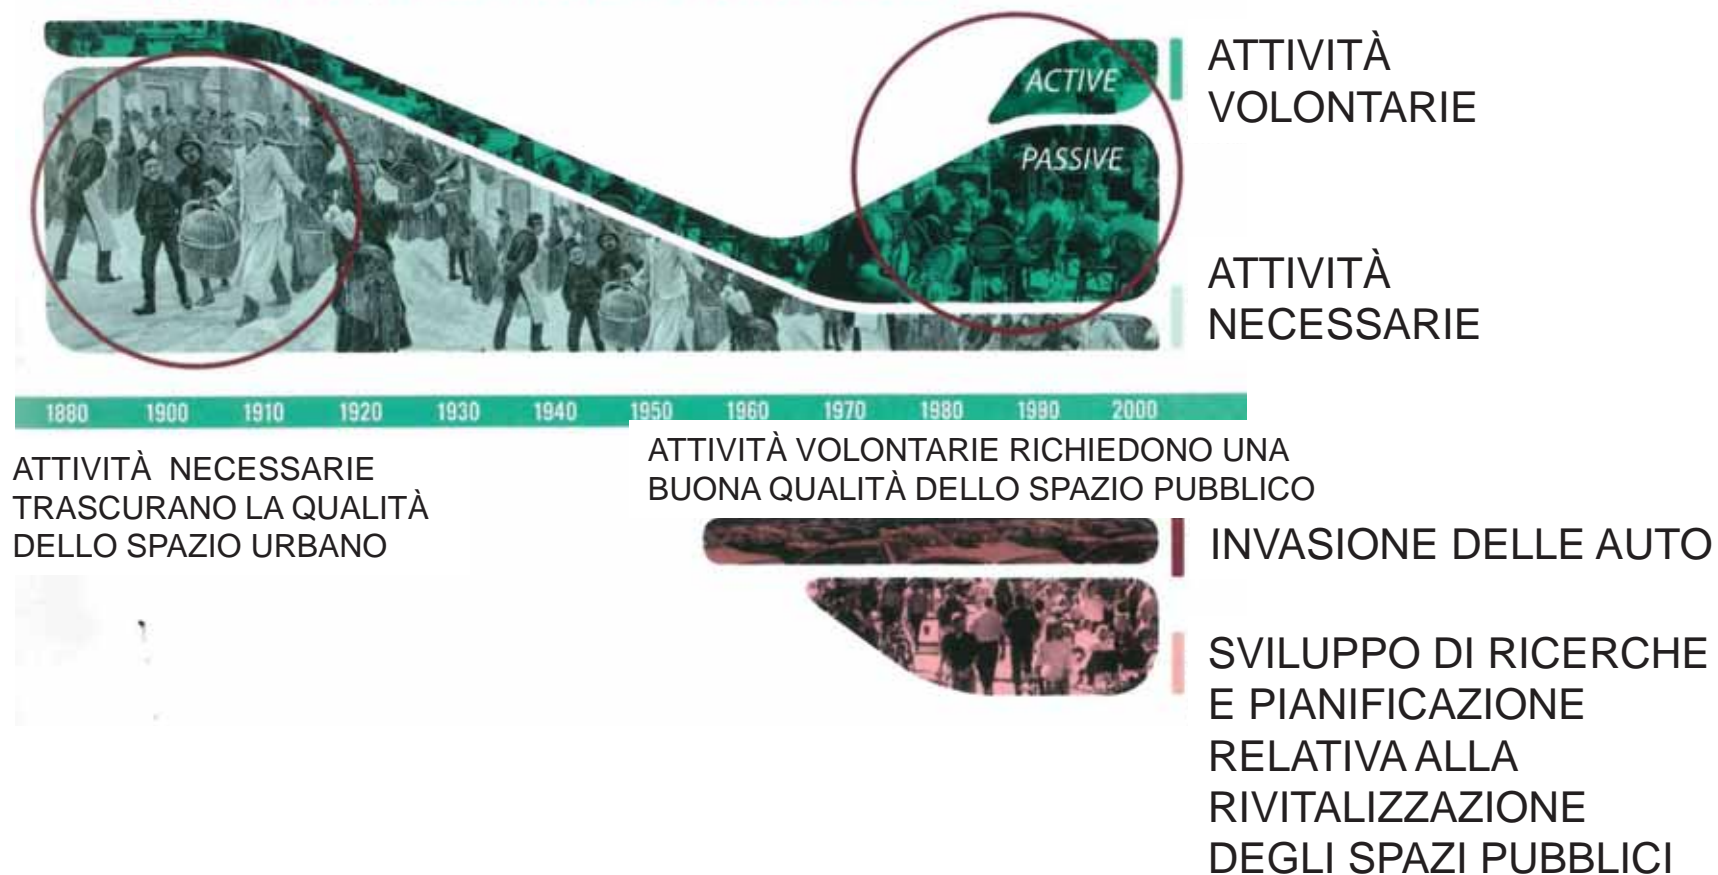 ACTIVE
PASSIVE
ATTIVITÀ
VOLONTARIE
ATTIVITÀ
NECESSARIE
1880 1900 1910 1920 1930 1940 1950 1960 1970 1980 1990 2000
ATTIVITÀ NECESSARIE
TRASCURANO LA QUALITÀ
DELLO SPAZIO URBANO
ATTIVITÀ VOLONTARIE RICHIEDONO UNA
BUONA QUALITÀ DELLO SPAZIO PUBBLICO
INVASIONE DELLE AUTO
SVILUPPO DI RICERCHE
E PIANIFICAZIONE
RELATIVA ALLA
RIVITALIZZAZIONE
DEGLI SPAZI PUBBLICI